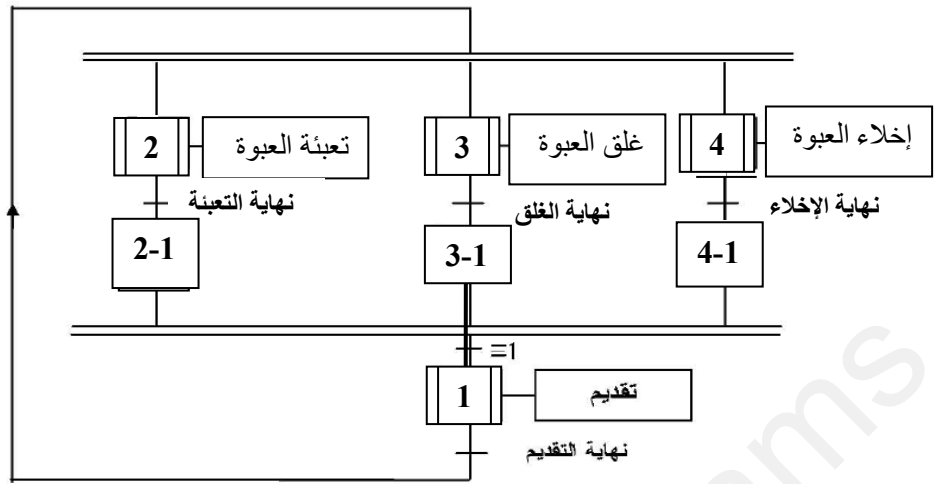 2 تعبئة العبوة 3 غلق العبوة 4 إخلاء العبوة
نهاية التعبئة نهاية الغلق نهاية الإخلاء
2-1 3-1 4-1
≡1
1 تقديم
نهاية التقديم
ams